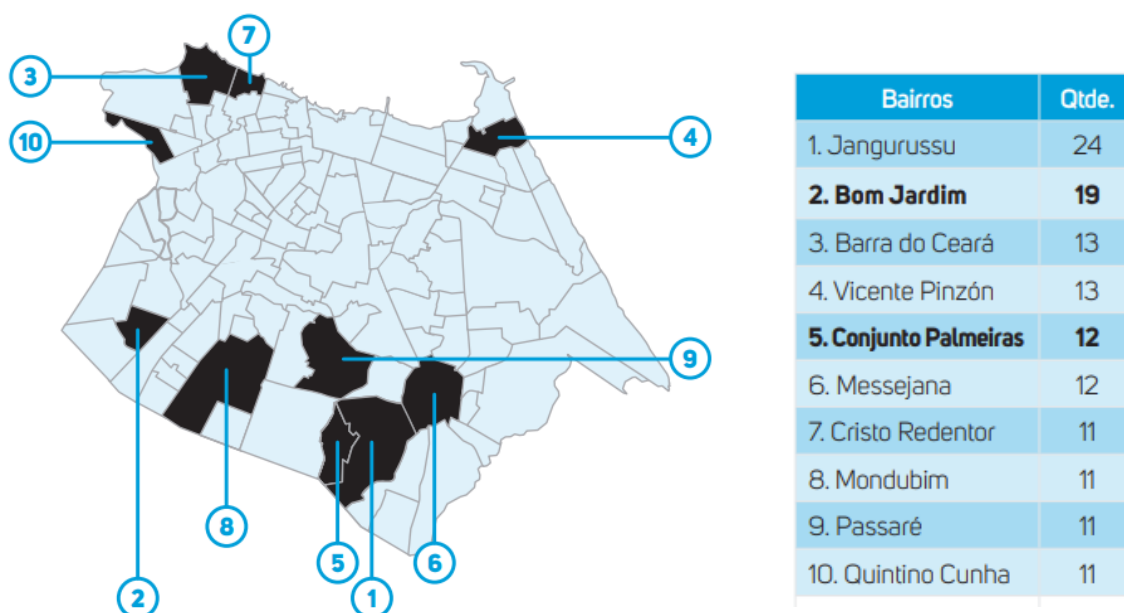 7
3
10
4
9
8
5
6
2
1
Bairros Qtde.
1. Jangurussu 24
2. Bom Jardim 19
3. Barra do Ceará 13
4. Vicente Pinzón 13
5. Conjunto Palmeiras 12
6. Messejana 12
7. Cristo Redentor 11
8. Mondubim 11
9. Passaré 11
10. Quintino Cunha 11